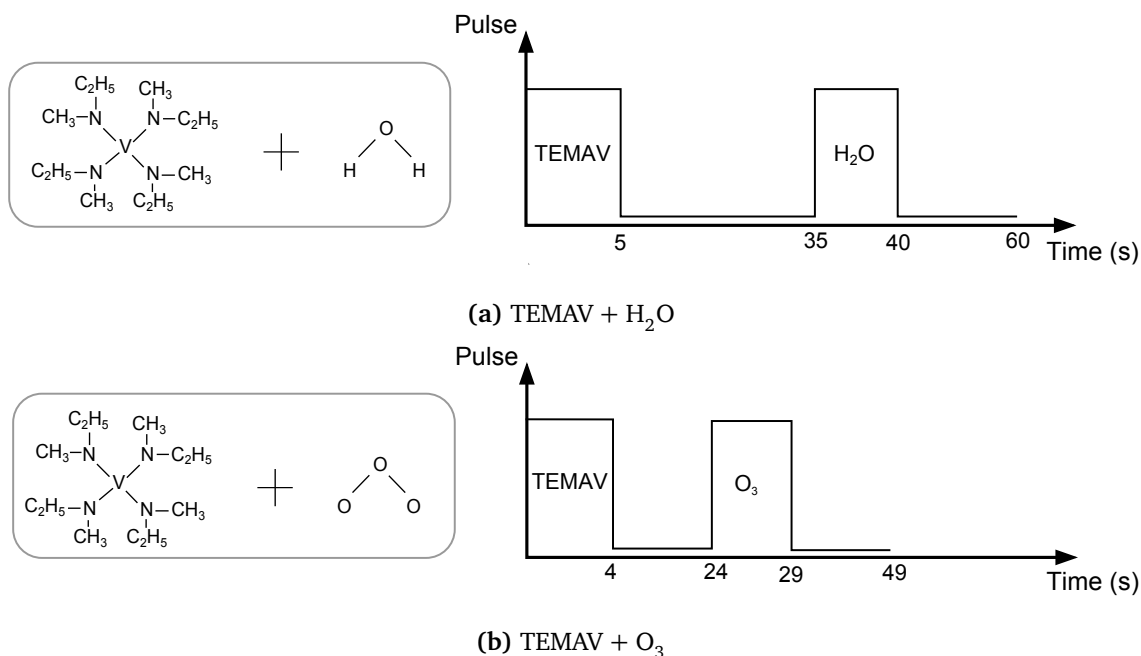 Pulse
C₂H₅ CH₃
CH₃–N N–C₂H₅
V
C₂H₅–N N–CH₃
CH₃ C₂H₅
+
O
H H
TEMAV
H₂O
5 35 40 60
Time (s)
(a) TEMAV + H₂O
Pulse
C₂H₅ CH₃
CH₃–N N–C₂H₅
V
C₂H₅–N N–CH₃
CH₃ C₂H₅
+
O
O O
TEMAV
O₃
4 24 29 49
Time (s)
(b) TEMAV + O₃